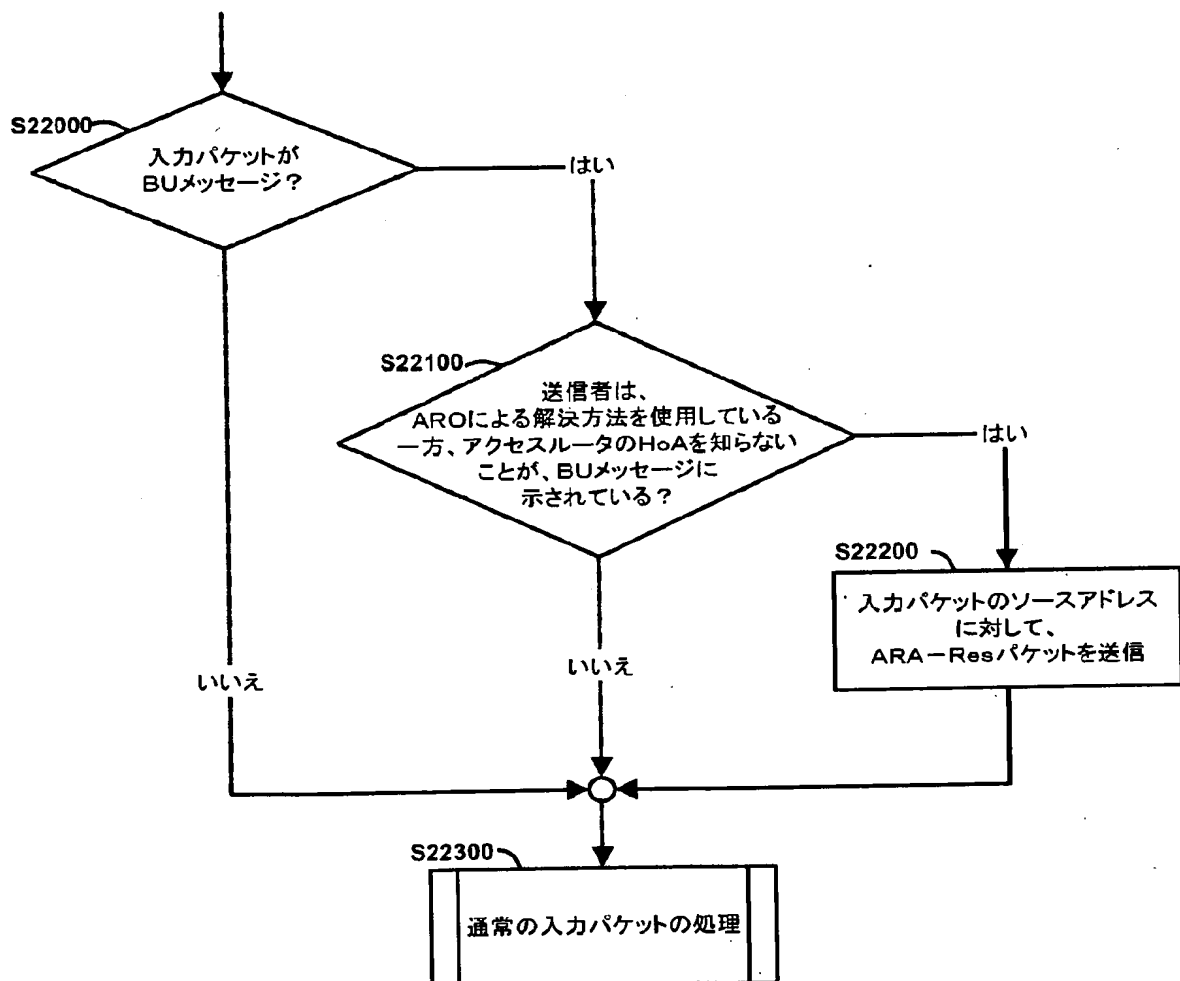 S22000
入力パケットが
BUメッセージ?
はい
S22100
送信者は、
AROによる解決方法を使用している
一方、アクセスルータのHoAを知らない
ことが、BUメッセージに
示されている?
はい
S22200
入力パケットのソースアドレス
に対して、
ARA-Resパケットを送信
いいえ
いいえ
S22300
通常の入力パケットの処理